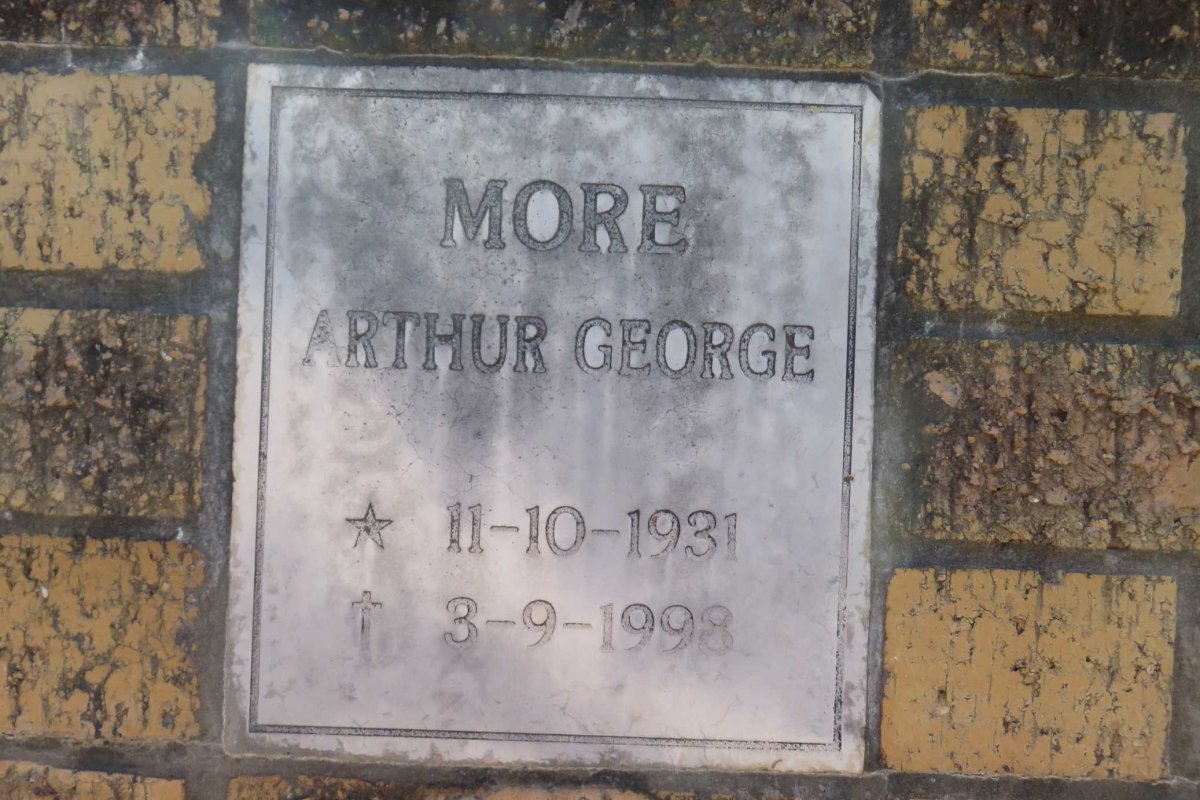 MORE
ARTHUR GEORGE
☆ 11-10-1931
† 3-9-1998